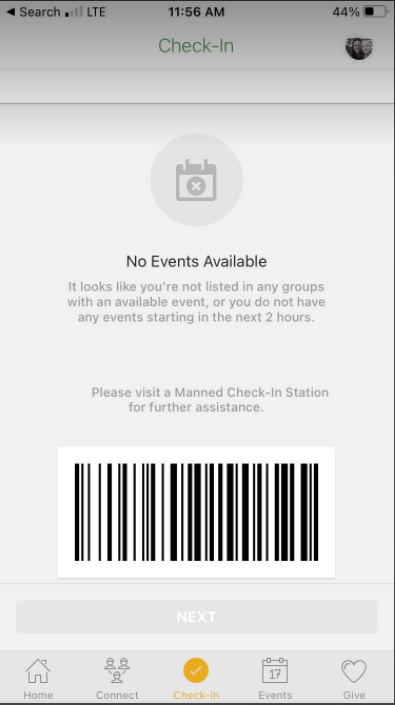 Search LTE 11:56 AM 44%
Check-In
No Events Available
It looks like you're not listed in any groups
with an available event, or you do not have
any events starting in the next 2 hours.
Please visit a Manned Check-In Station
for further assistance.
NEXT
17
Home Connect Check-In Events Give